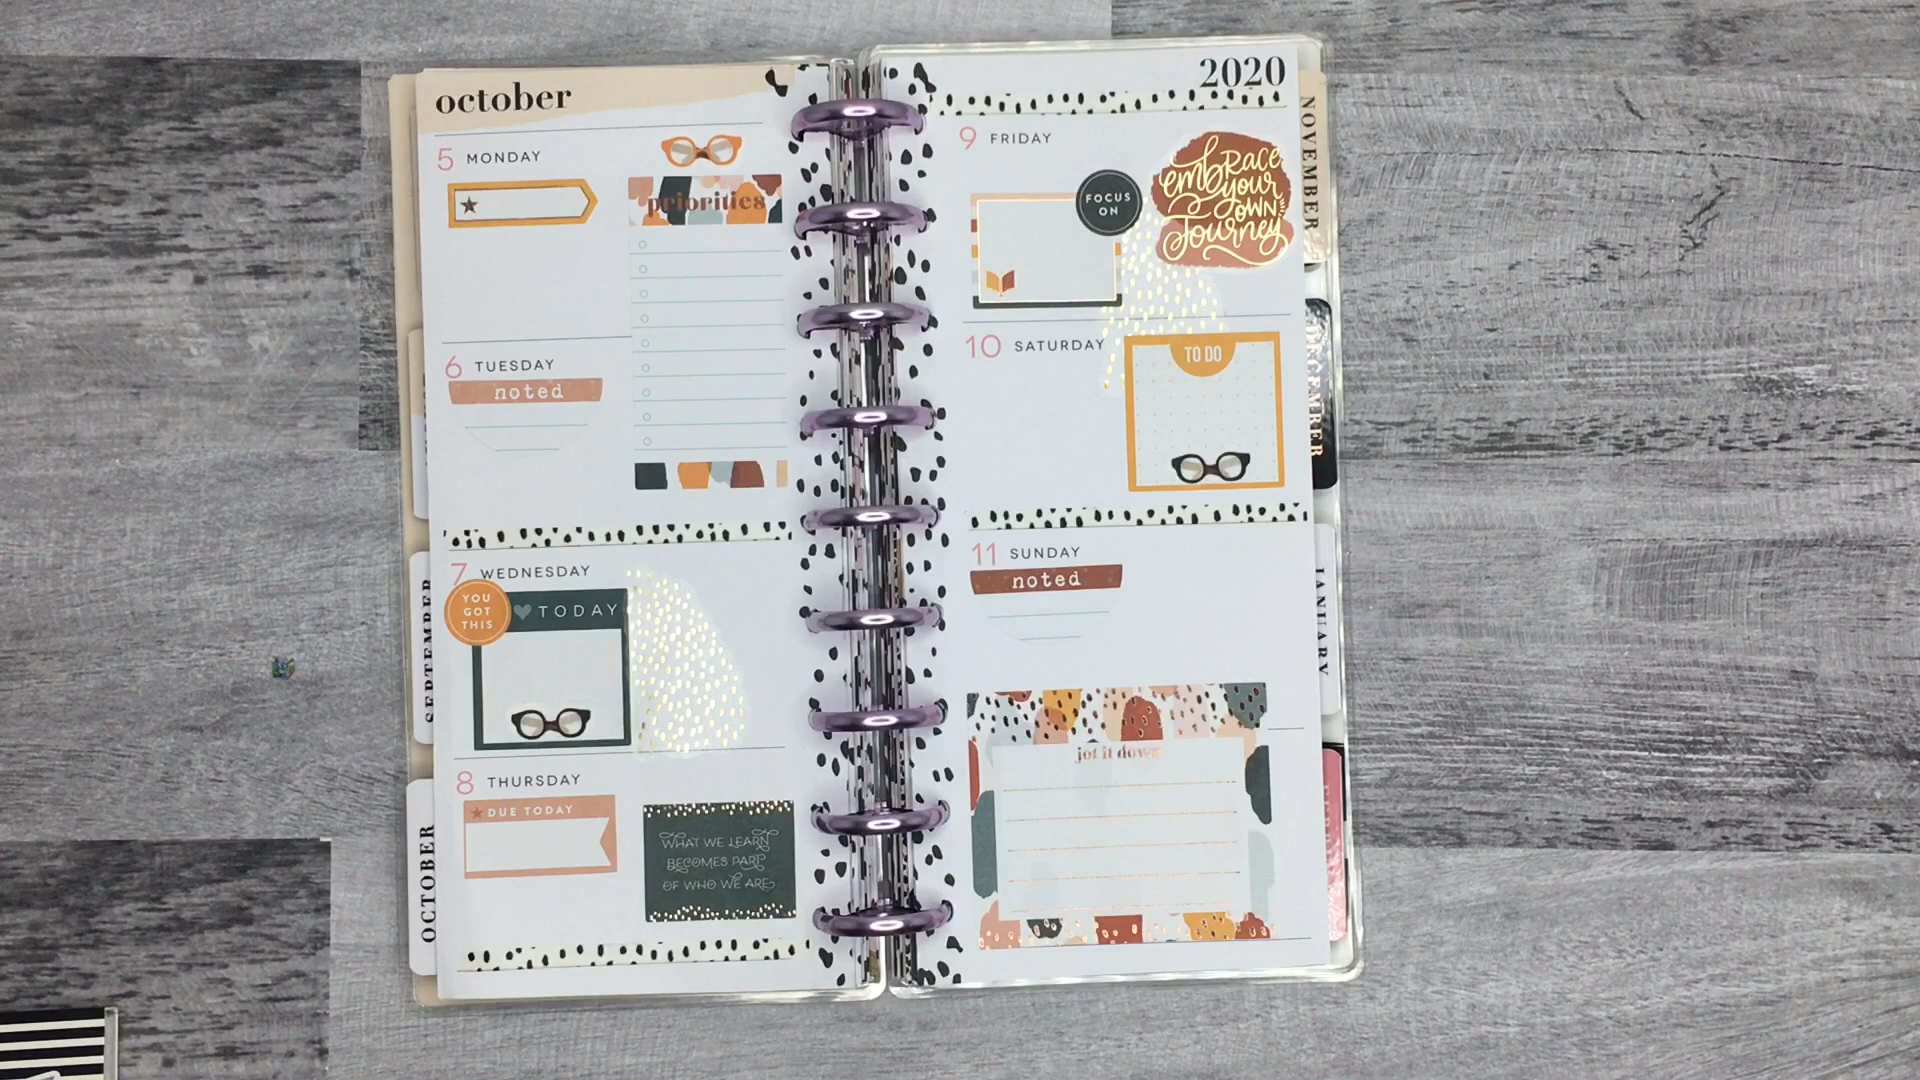 october
5 MONDAY
priorities
6 TUESDAY
noted
7 WEDNESDAY
YOU
GOT
THIS
TODAY
8 THURSDAY
DUE TODAY
WHAT WE LEARN
BECOMES PART
OF WHO WE ARE
2020
9 FRIDAY
FOCUS
ON
embrace
your
own
Journey
10 SATURDAY
TO DO
11 SUNDAY
noted
jot it down
SEPTEMBER
OCTOBER
NOVEMBER
DECEMBER
JANUARY